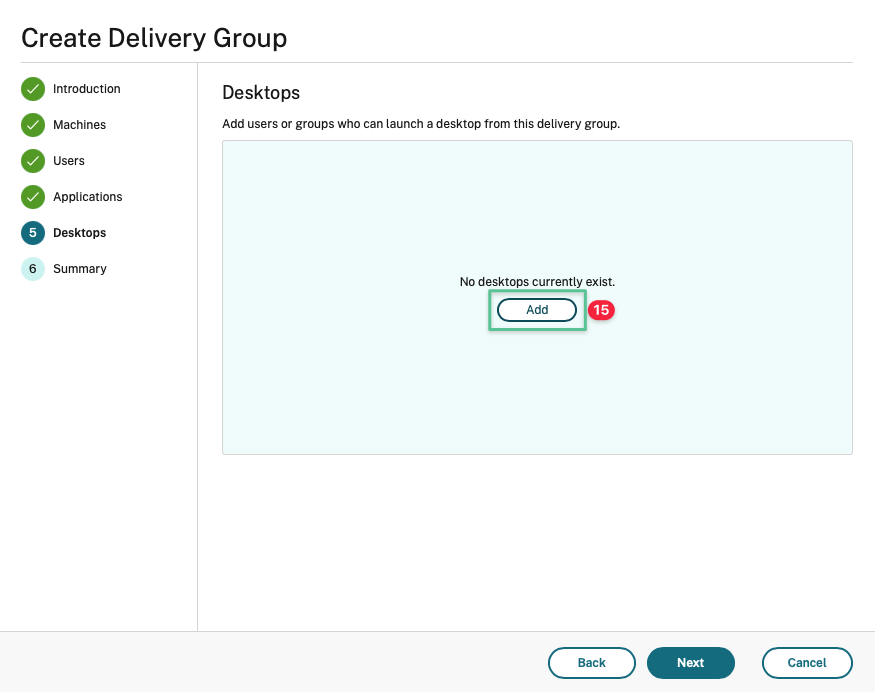 Create Delivery Group
Introduction
Machines
Users
Applications
5 Desktops
6 Summary
Desktops
Add users or groups who can launch a desktop from this delivery group.
No desktops currently exist.
Add 15
Back Next Cancel